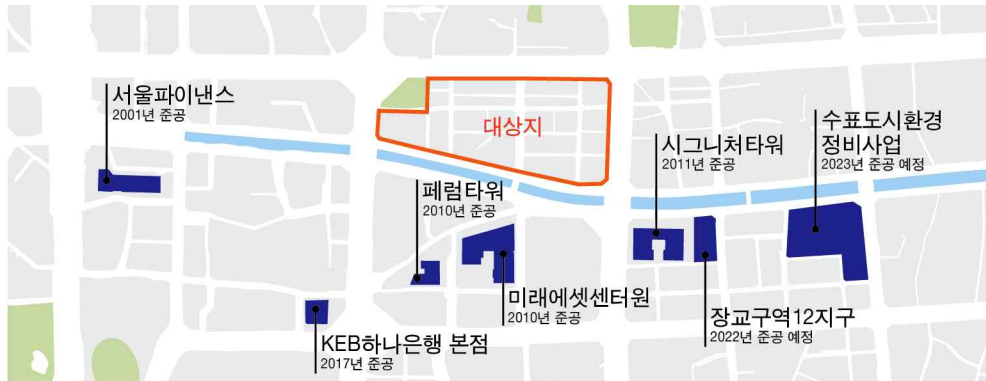 서울파이낸스
2001년 준공
대상지
시그니처타워
2011년 준공
수표도시환경
정비사업
2023년 준공 예정
페럼타워
2010년 준공
미래에셋센터원
2010년 준공
장교구역12지구
2022년 준공 예정
KEB하나은행 본점
2017년 준공